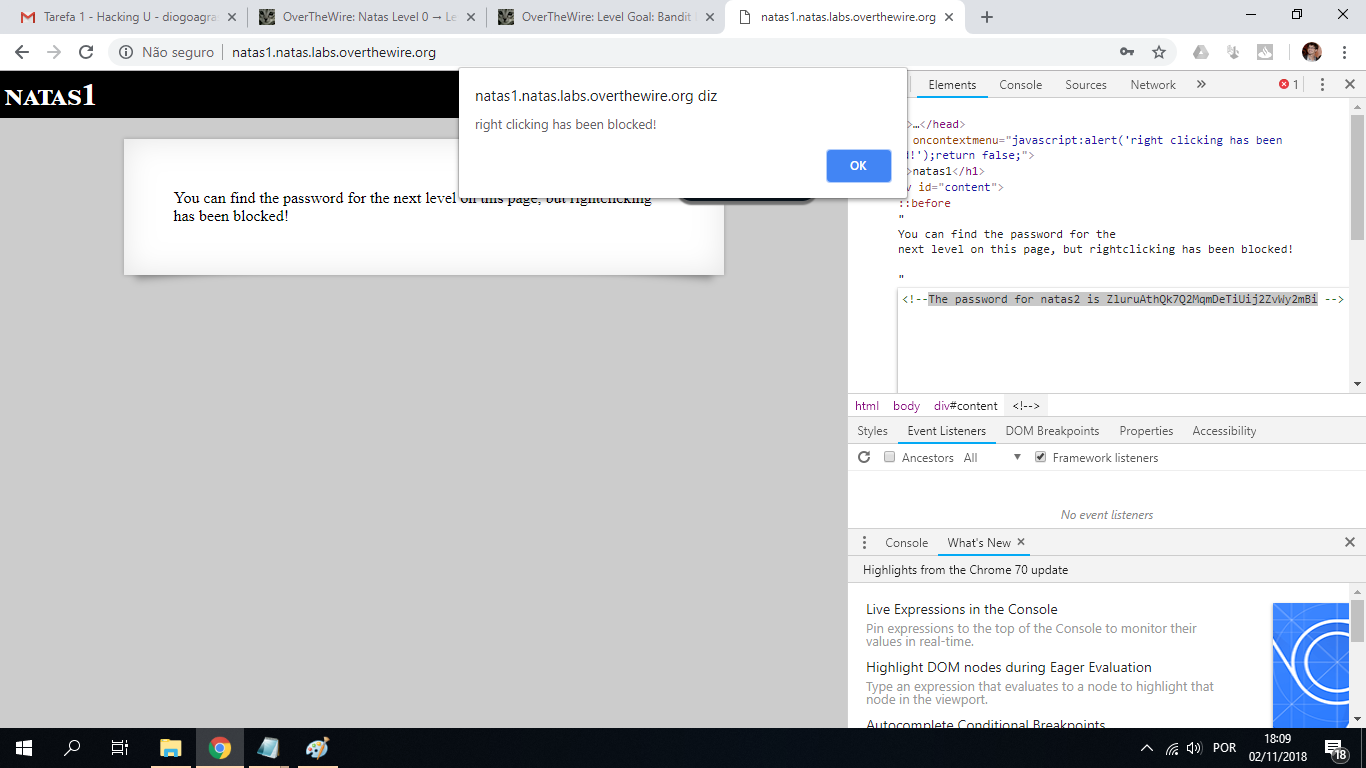 Tarefa 1 - Hacking U - diogoagra
OverTheWire: Natas Level 0 → Le
OverTheWire: Level Goal: Bandit
natas1.natas.labs.overthewire.org
Não seguro
natas1.natas.labs.overthewire.org
NATAS1
natas1.natas.labs.overthewire.org diz
right clicking has been blocked!
OK
You can find the password for the next level on this page, but rightclicking
has been blocked!
Elements Console Sources Network » 1
…</head>
oncontextmenu="javascript:alert('right clicking has been
!');return false;">
>natas1</h1>
id="content">
::before
"
You can find the password for the
next level on this page, but rightclicking has been blocked!
"
<!--The password for natas2 is ZluruAthQk7Q2MqmDeTiUij2ZvWy2mBi -->
html body div#content <!-->
Styles Event Listeners DOM Breakpoints Properties Accessibility
Ancestors All Framework listeners
No event listeners
Console What's New
Highlights from the Chrome 70 update
Live Expressions in the Console
Pin expressions to the top of the Console to monitor their
values in real-time.
Highlight DOM nodes during Eager Evaluation
Type an expression that evaluates to a node to highlight that
node in the viewport.
Autocomplete Conditional Breakpoints
POR
18:09
02/11/2018
18